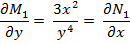 ∂M₁/∂y = 3x²/y⁴ = ∂N₁/∂x